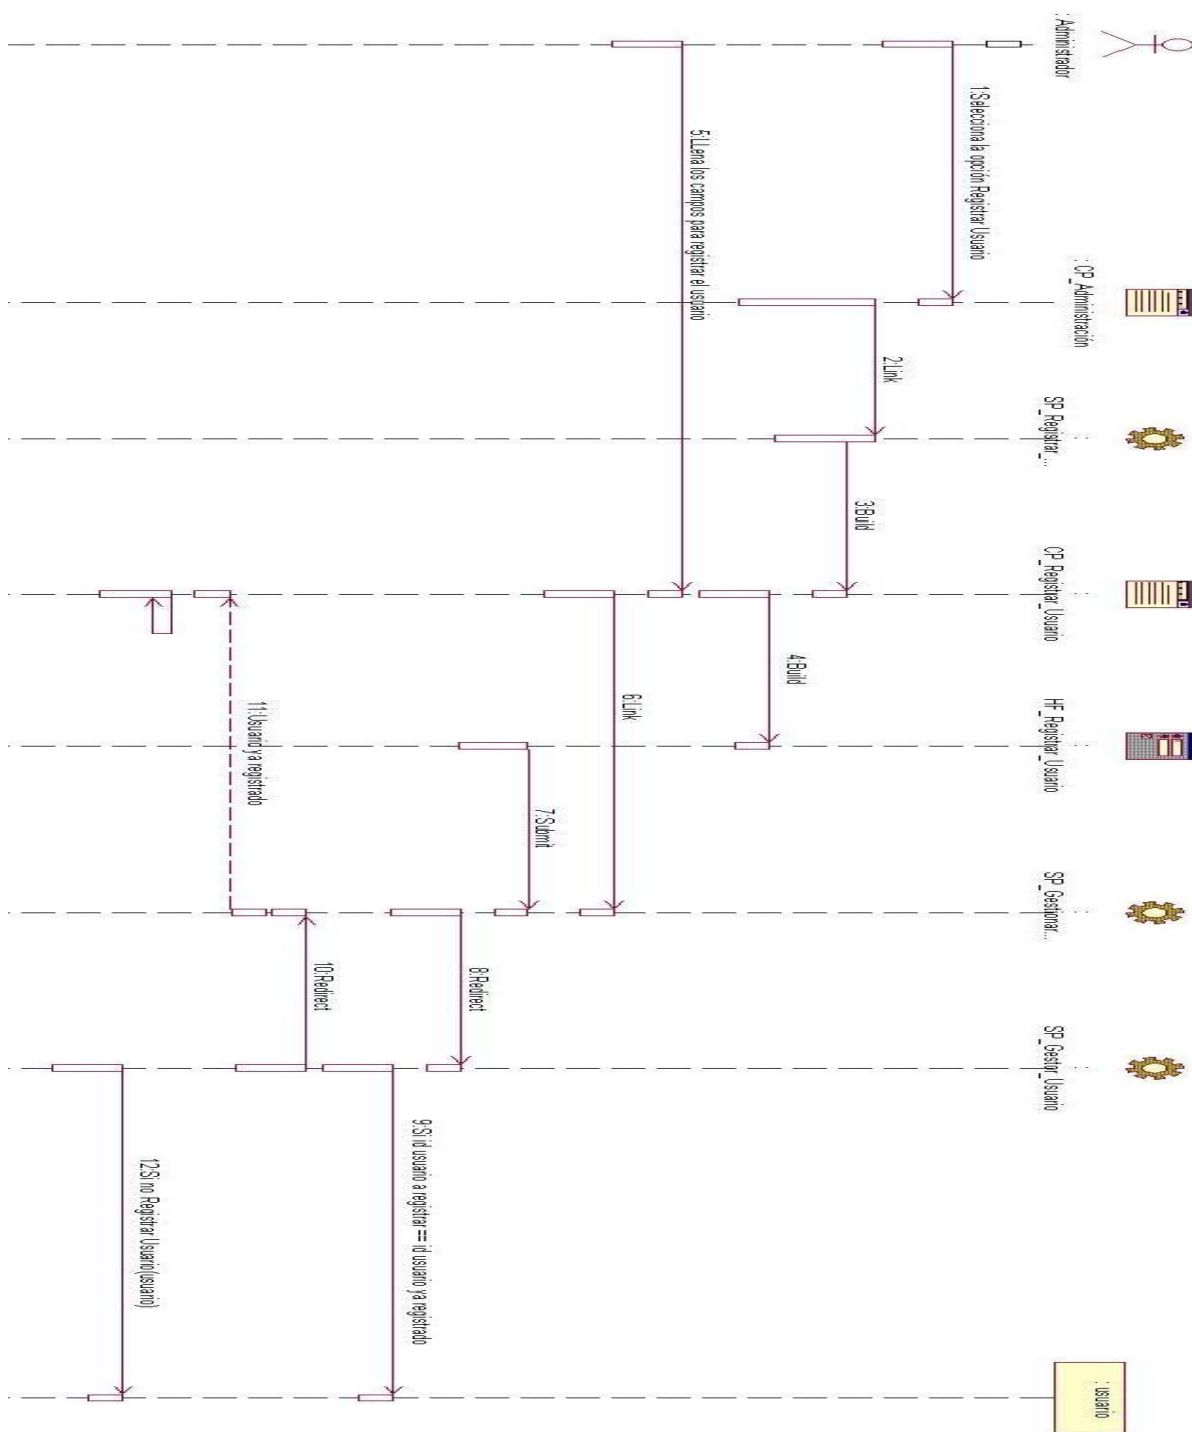 : Administrador
: CP_Administración
SP_Registrar_...
CP_Registrar_Usuario
HF_Registrar_Usuario
SP_Gestionar...
SP_Gestor_Usuario
: usuario
1:Selecciona la opción Registrar Usuario
2:Link
3:Build
4:Build
5:LLena los campos para registrar el usuario
6:Link
7:Submit
8:Redirect
9:Si id usuario a registrar == id usuario ya registrado
10:Redirect
11:Usuario ya registrado
12:Si no Registrar Usuario(usuario)